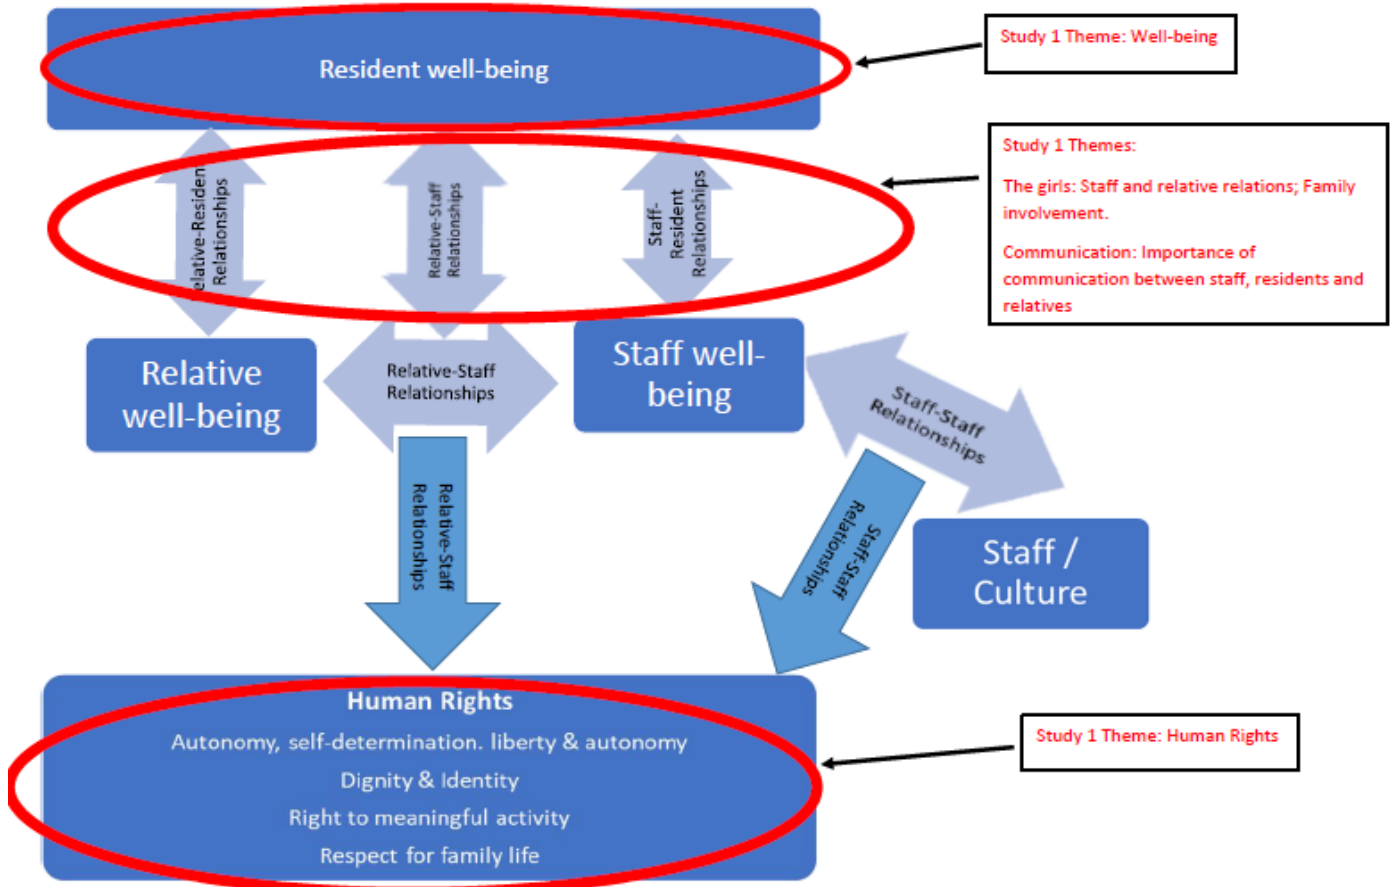 Resident well-being
Study 1 Theme: Well-being
Relative-Resident
Relationships
Relative-Staff
Relationships
Staff-
Resident
Relationships
Study 1 Themes:
The girls: Staff and relative relations; Family
involvement.
Communication: Importance of
communication between staff, residents and
relatives
Relative
well-being
Relative-Staff
Relationships
Staff well-
being
Staff-Staff
Relationships
Relative-Staff
Relationships
Staff-Staff
Relationships
Staff /
Culture
Human Rights
Autonomy, self-determination. liberty & autonomy
Dignity & Identity
Right to meaningful activity
Respect for family life
Study 1 Theme: Human Rights